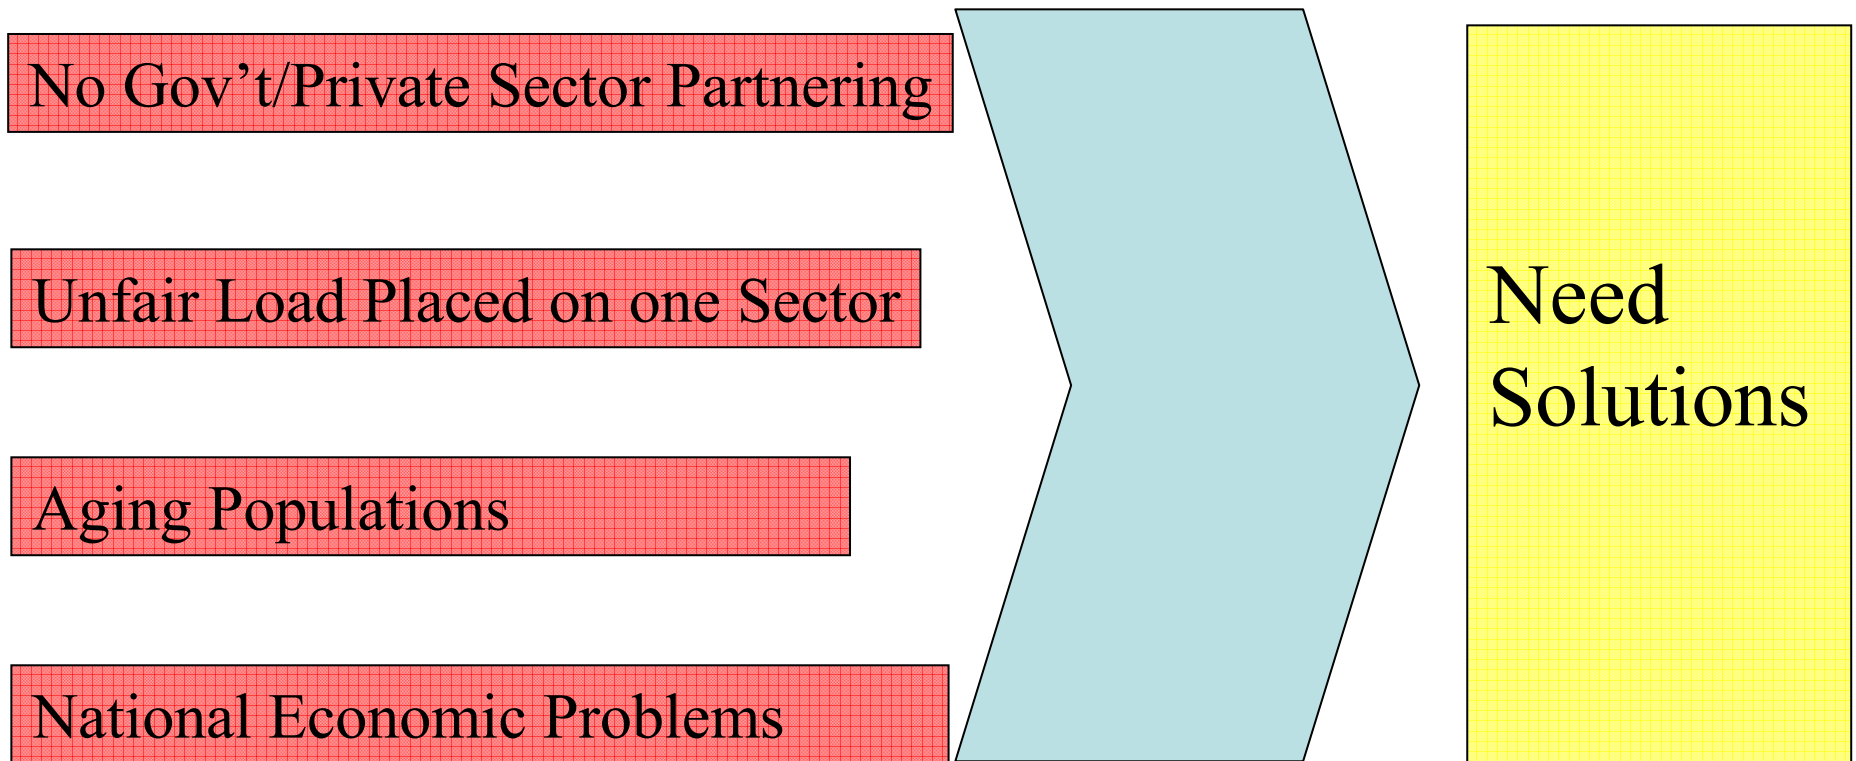 No Gov’t/Private Sector Partnering
Unfair Load Placed on one Sector
Aging Populations
National Economic Problems
Need
Solutions